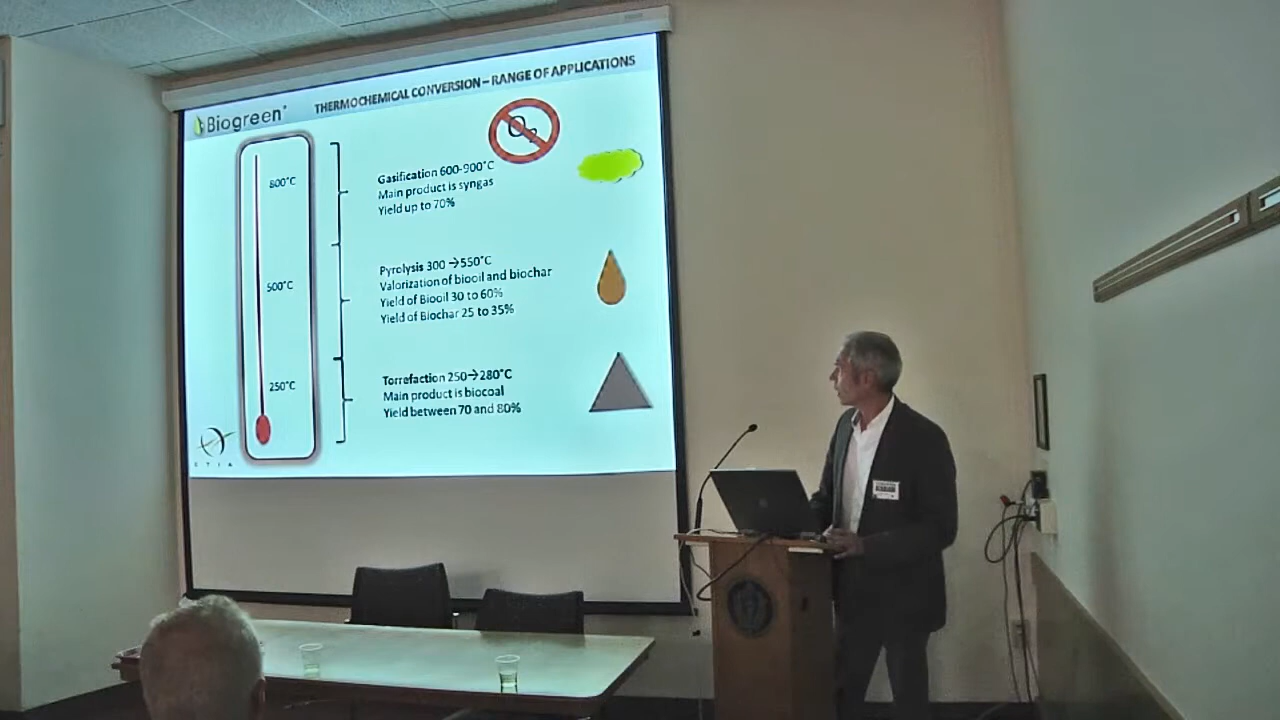 Biogreen®
THERMOCHEMICAL CONVERSION – RANGE OF APPLICATIONS
O₂
800°C
Gasification 600-900°C
Main product is syngas
Yield up to 70%
500°C
Pyrolysis 300 →550°C
Valorization of biooil and biochar
Yield of Biooil 30 to 60%
Yield of Biochar 25 to 35%
250°C
Torrefaction 250→280°C
Main product is biocoal
Yield between 70 and 80%
ETIA